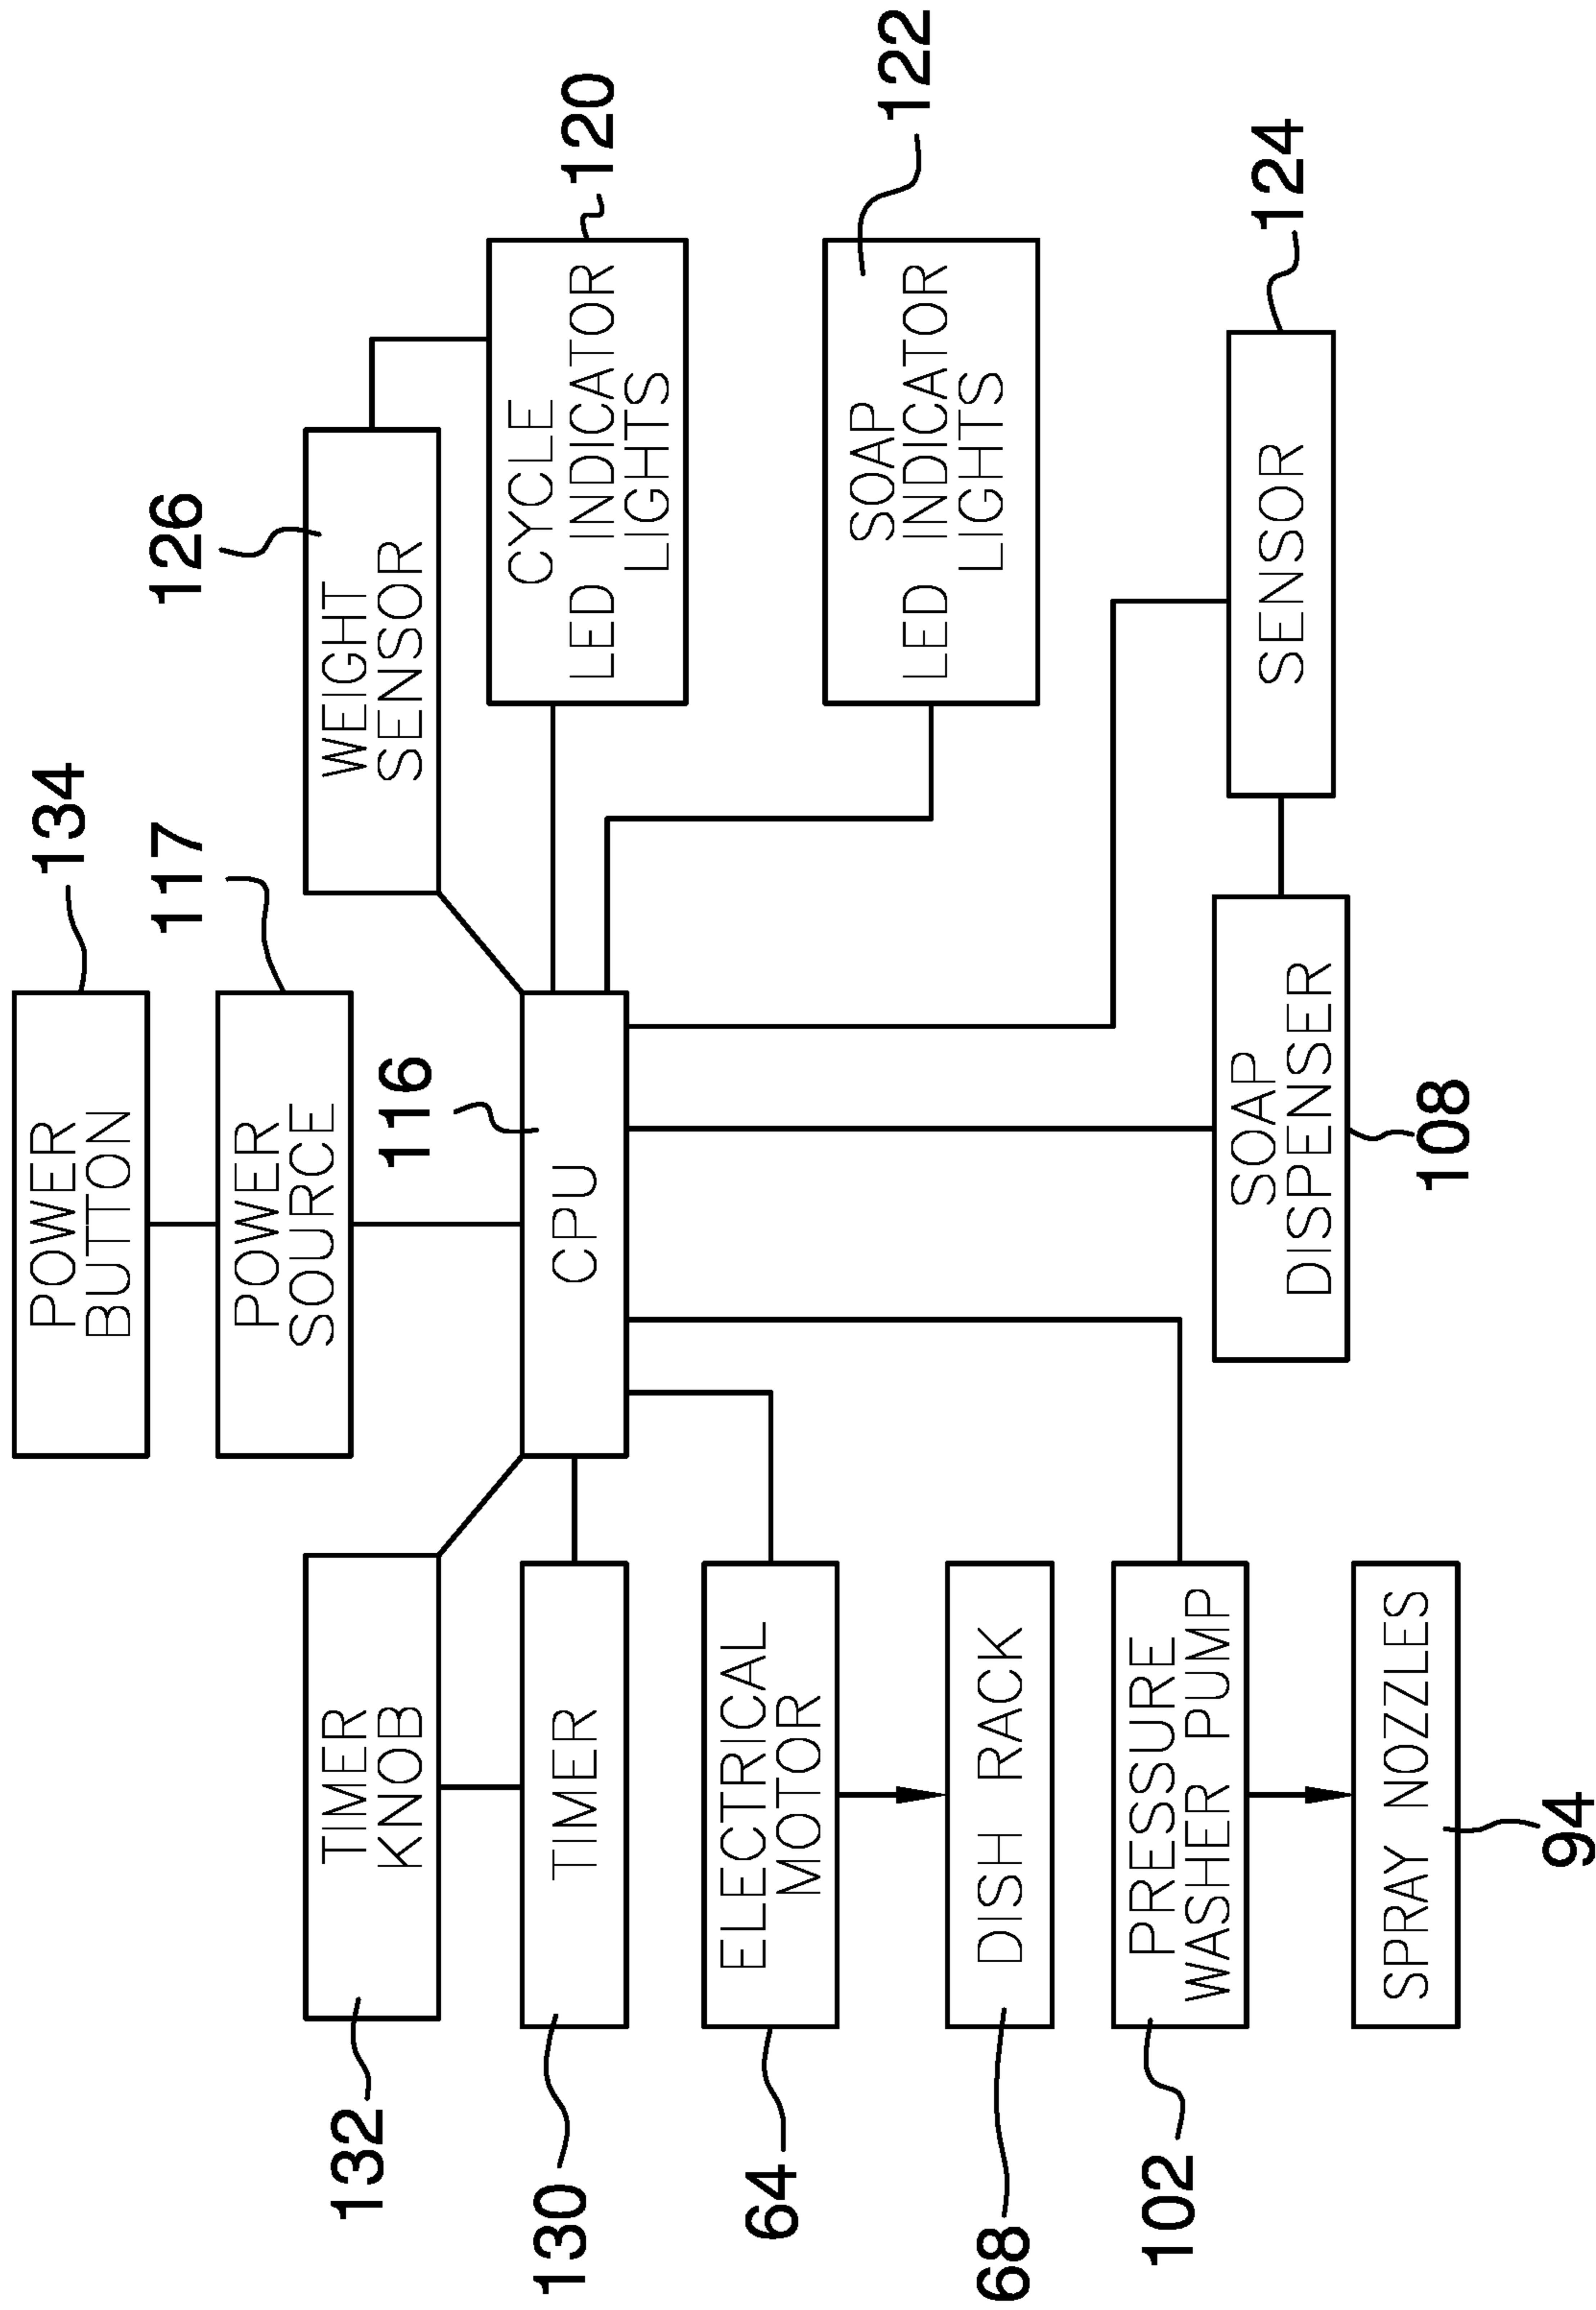 134
POWER
BUTTON
117
POWER
SOURCE
126
WEIGHT
SENSOR
132
TIMER
KNOB
116
CPU
120
CYCLE
LED INDICATOR
LIGHTS
130
TIMER
64
ELECTRICAL
MOTOR
122
SOAP
LED INDICATOR
LIGHTS
68
DISH RACK
102
PRESSURE
WASHER PUMP
124
SENSOR
SOAP
DISPENSER
108
SPRAY NOZZLES
94